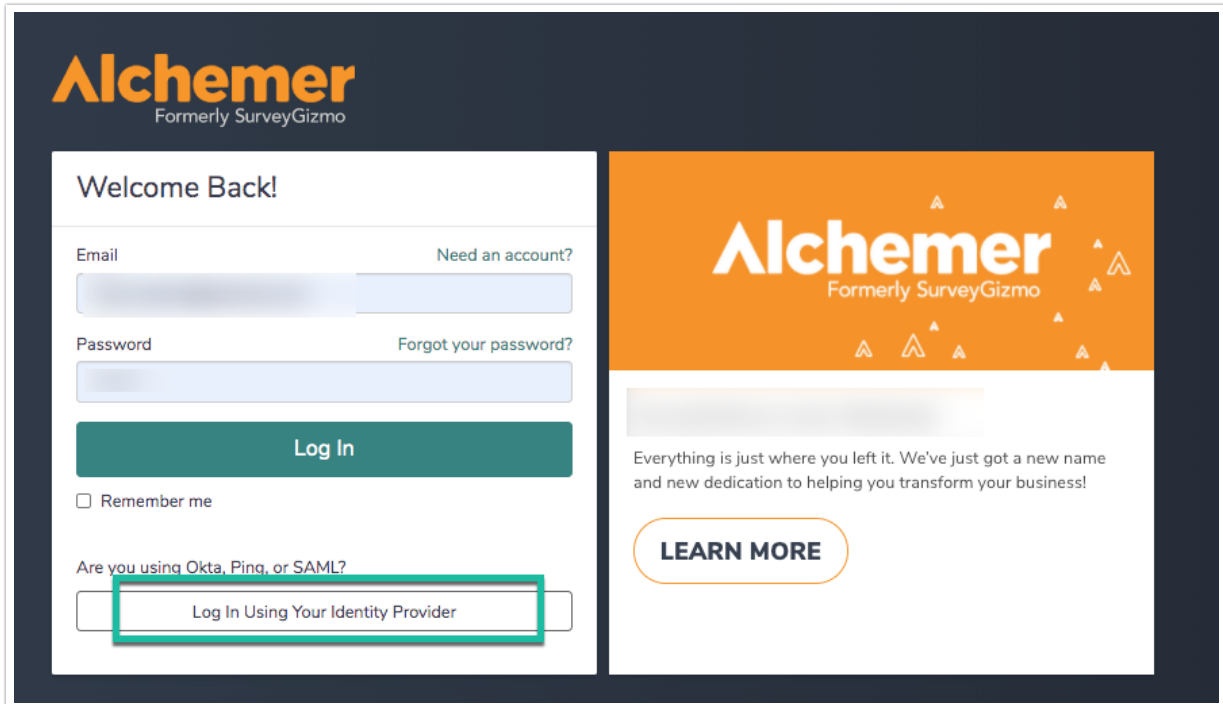 Alchemer
Formerly SurveyGizmo
Welcome Back!
Email
Need an account?
Password
Forgot your password?
Log In
Remember me
Are you using Okta, Ping, or SAML?
Log In Using Your Identity Provider
Alchemer
Formerly SurveyGizmo
Everything is just where you left it. We've just got a new name
and new dedication to helping you transform your business!
LEARN MORE